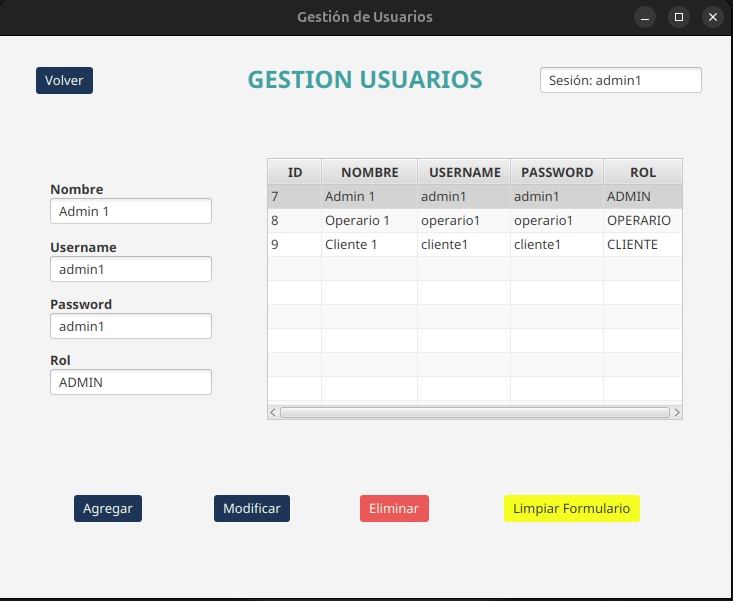 Gestión de Usuarios
Volver
GESTION USUARIOS
Sesión: admin1
Nombre
Admin 1
Username
admin1
Password
admin1
Rol
ADMIN
ID NOMBRE USERNAME PASSWORD ROL
7 Admin 1 admin1 admin1 ADMIN
8 Operario 1 operario1 operario1 OPERARIO
9 Cliente 1 cliente1 cliente1 CLIENTE
Agregar
Modificar
Eliminar
Limpiar Formulario